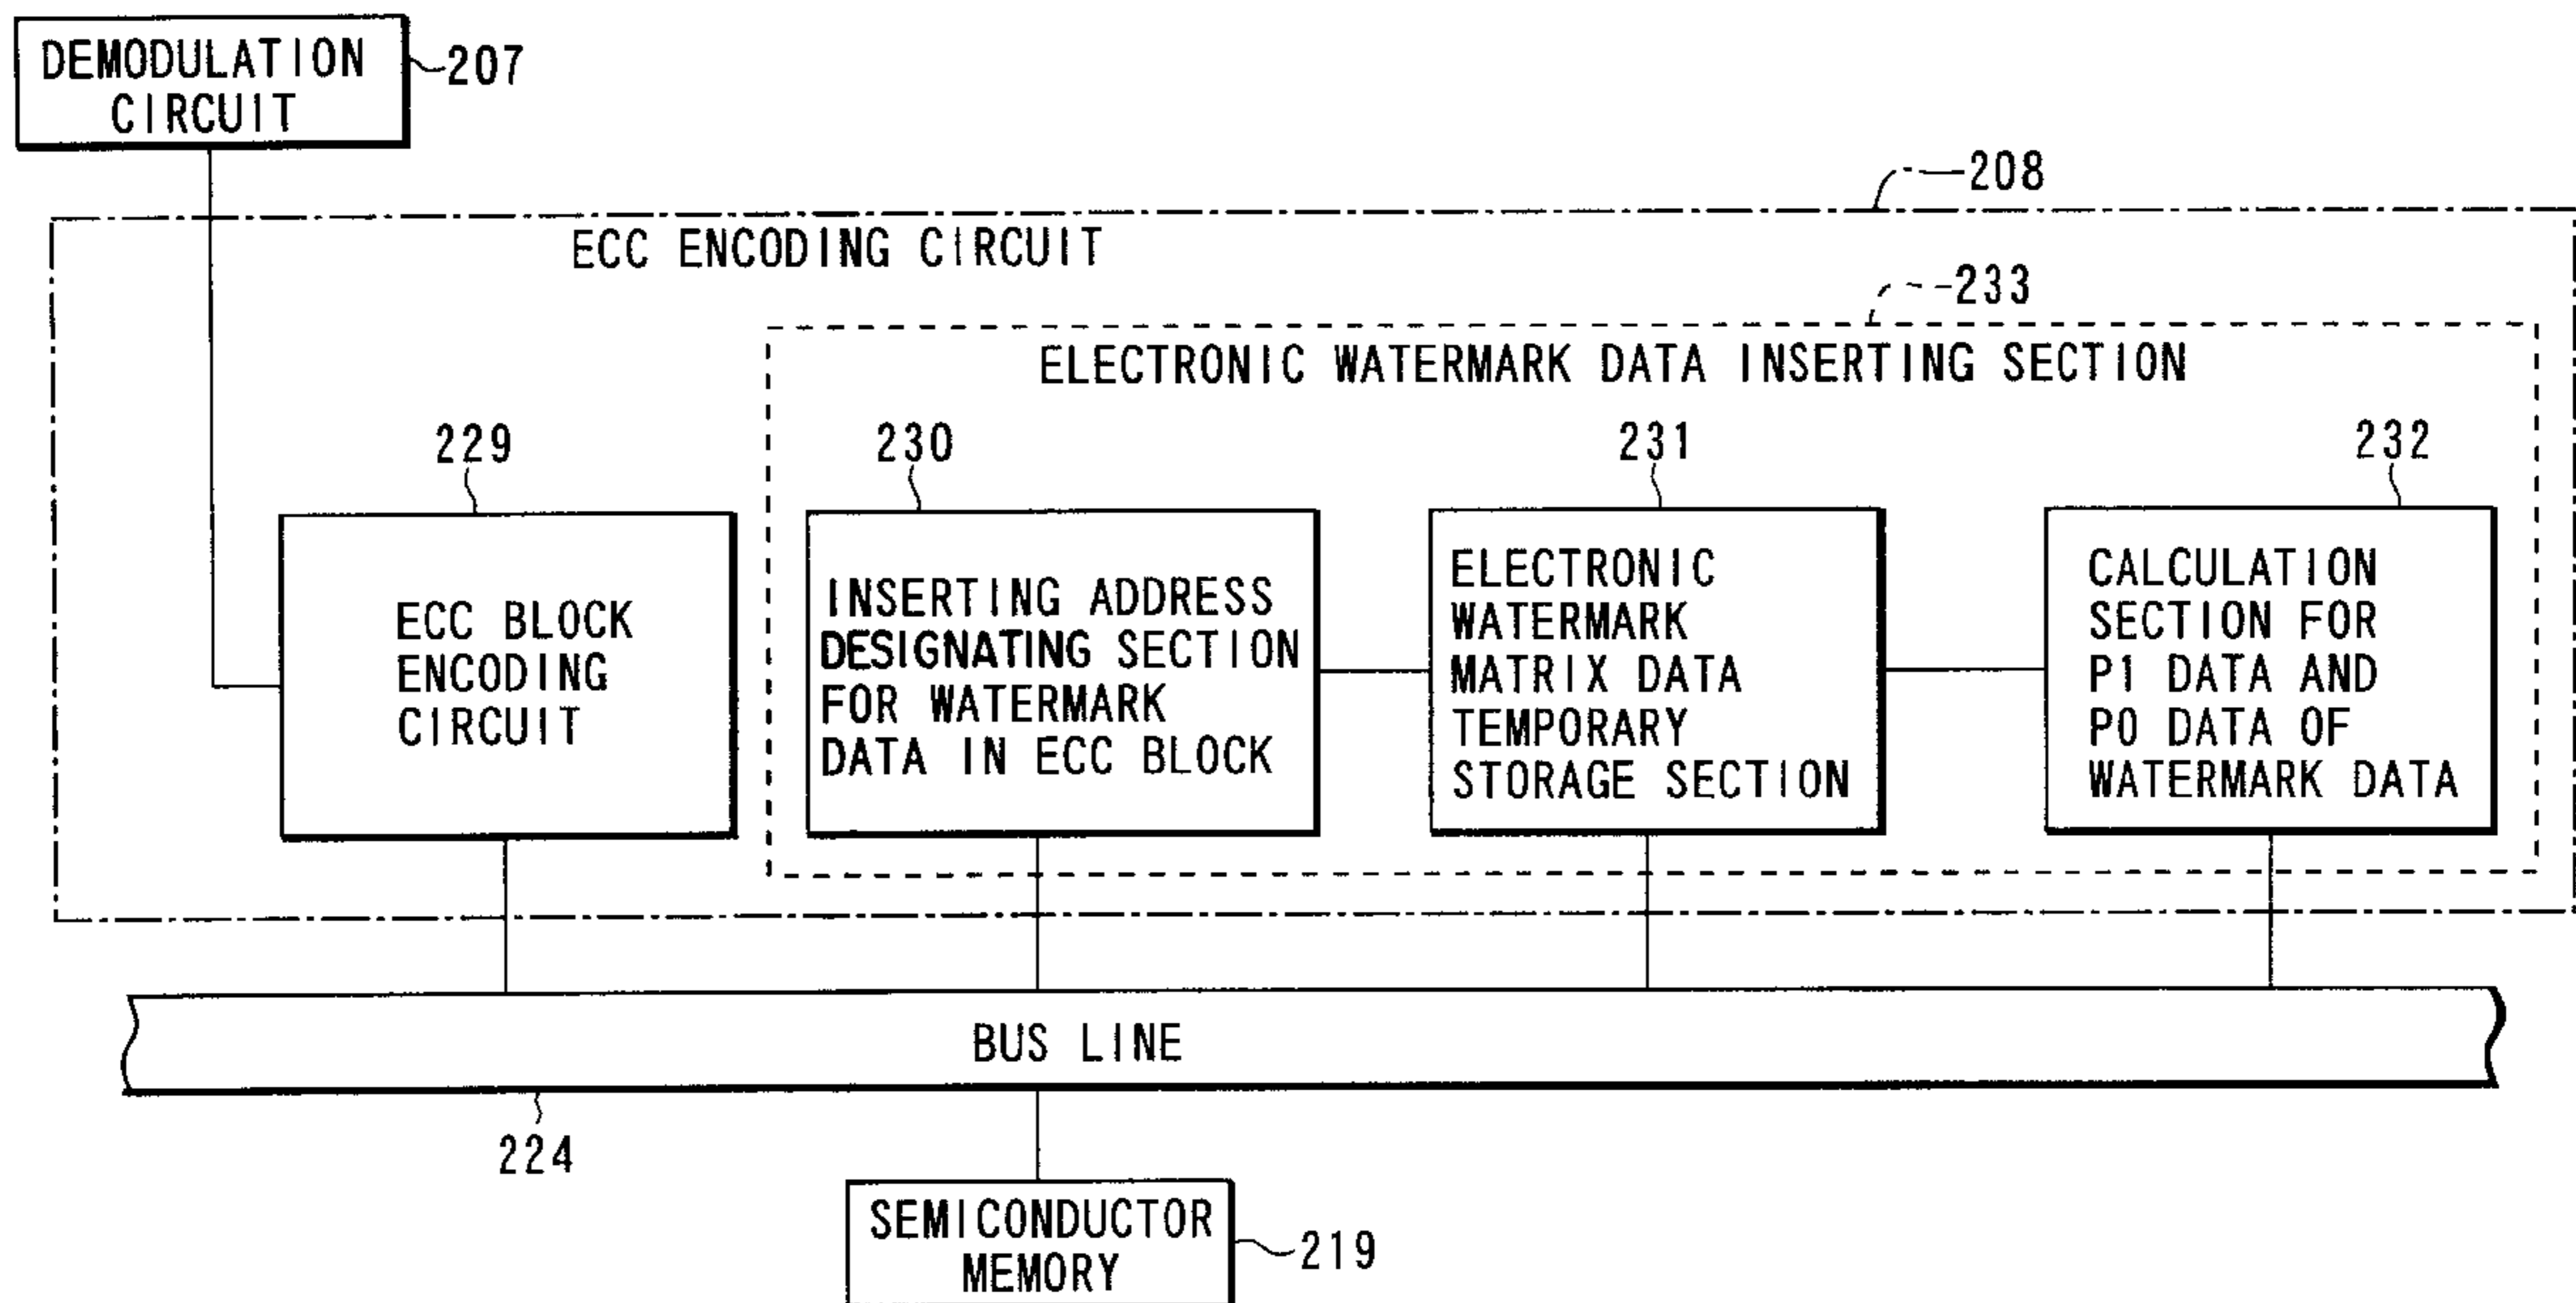 DEMODULATION
CIRCUIT
207
208
ECC ENCODING CIRCUIT
233
ELECTRONIC WATERMARK DATA INSERTING SECTION
229
230
231
232
ECC BLOCK
ENCODING
CIRCUIT
INSERTING ADDRESS
DESIGNATING SECTION
FOR WATERMARK
DATA IN ECC BLOCK
ELECTRONIC
WATERMARK
MATRIX DATA
TEMPORARY
STORAGE SECTION
CALCULATION
SECTION FOR
P1 DATA AND
P0 DATA OF
WATERMARK DATA
BUS LINE
224
SEMICONDUCTOR
MEMORY
219